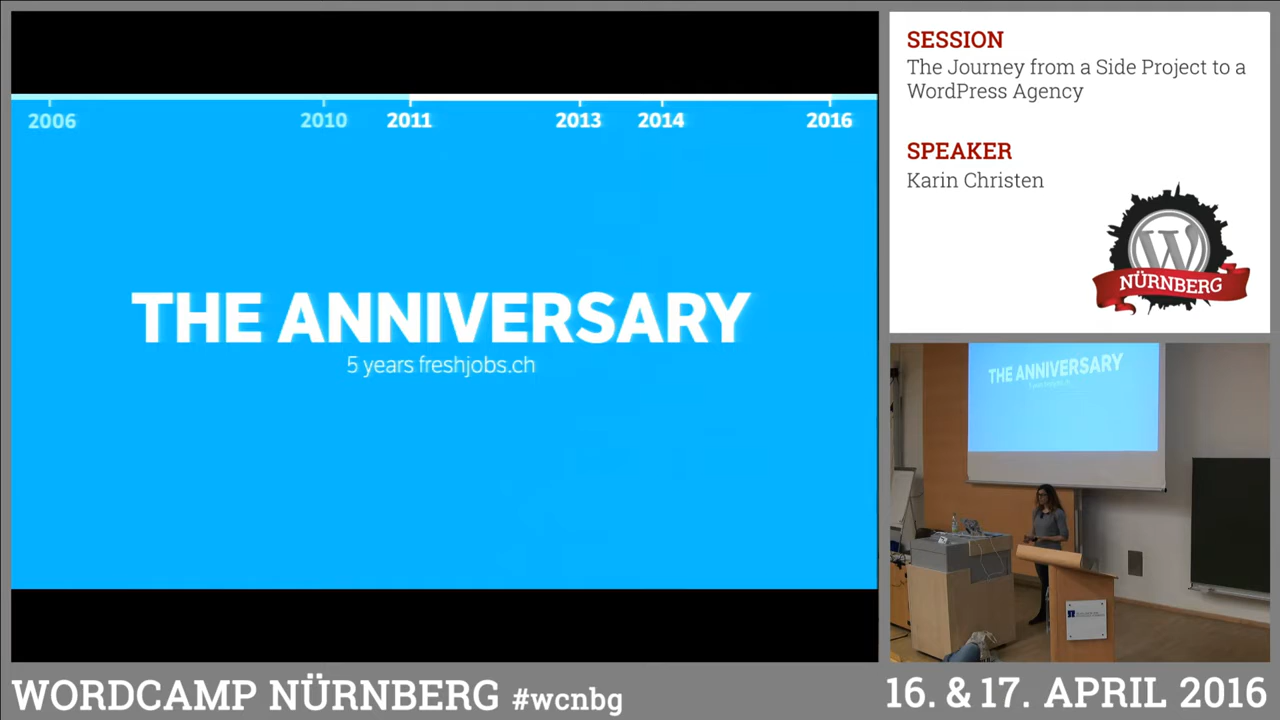 2006 2010 2011 2013 2014 2016
THE ANNIVERSARY
5 years freshjobs.ch
SESSION
The Journey from a Side Project to a
WordPress Agency
SPEAKER
Karin Christen
W
NÜRNBERG
THE ANNIVERSARY
WORDCAMP NÜRNBERG #wcnbg
16. & 17. APRIL 2016